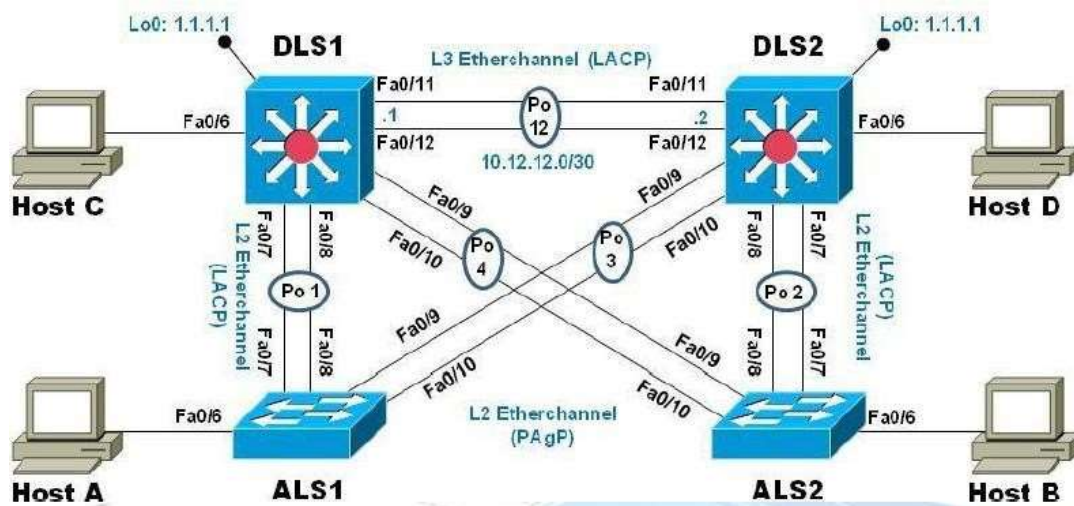 Lo0: 1.1.1.1
Lo0: 1.1.1.1
DLS1
DLS2
L3 Etherchannel (LACP)
Fa0/11
Fa0/11
Fa0/6
.1
Po
12
.2
Fa0/6
Fa0/12
Fa0/12
10.12.12.0/30
Host C
Host D
Fa0/9
Fa0/9
Fa0/7
Fa0/8
Fa0/10
Po
4
Po
3
Fa0/10
Fa0/8
Fa0/7
L2 Etherchannel
(LACP)
Po 1
Po 2
(LACP)
L2 Etherchannel
Fa0/7
Fa0/8
Fa0/9
Fa0/10
Fa0/9
Fa0/10
Fa0/8
Fa0/7
Fa0/6
L2 Etherchannel
(PAgP)
Fa0/6
Host A
ALS1
ALS2
Host B